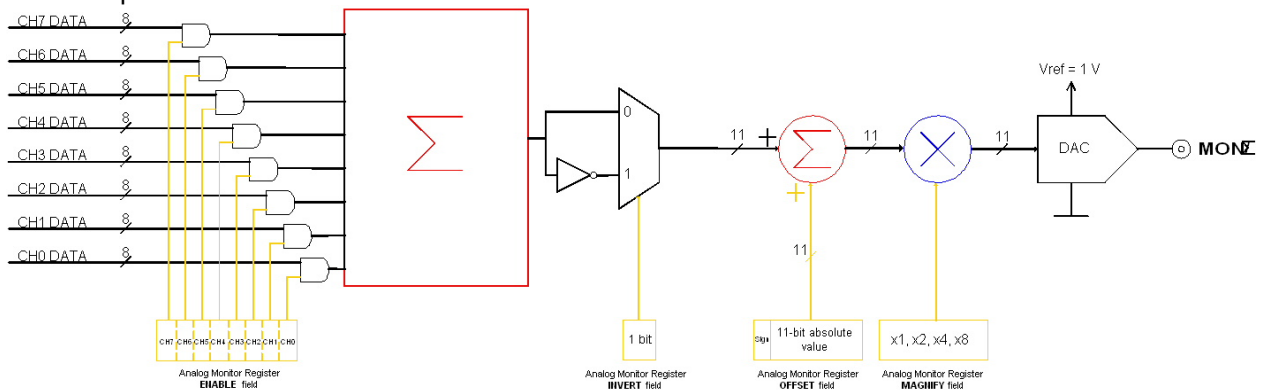 CH7 DATA 8
CH6 DATA 8
CH5 DATA 8
CH4 DATA 8
CH3 DATA 8
CH2 DATA 8
CH1 DATA 8
CH0 DATA 8
Σ
0
1
11
+
Σ
+
11
11
11
Vref = 1 V
DAC
MONΣ
CH7 CH6 CH5 CH4 CH3 CH2 CH1 CH0
Analog Monitor Register
ENABLE field
1 bit
Analog Monitor Register
INVERT field
Sign 11-bit absolute
value
Analog Monitor Register
OFFSET field
x1, x2, x4, x8
Analog Monitor Register
MAGNIFY field